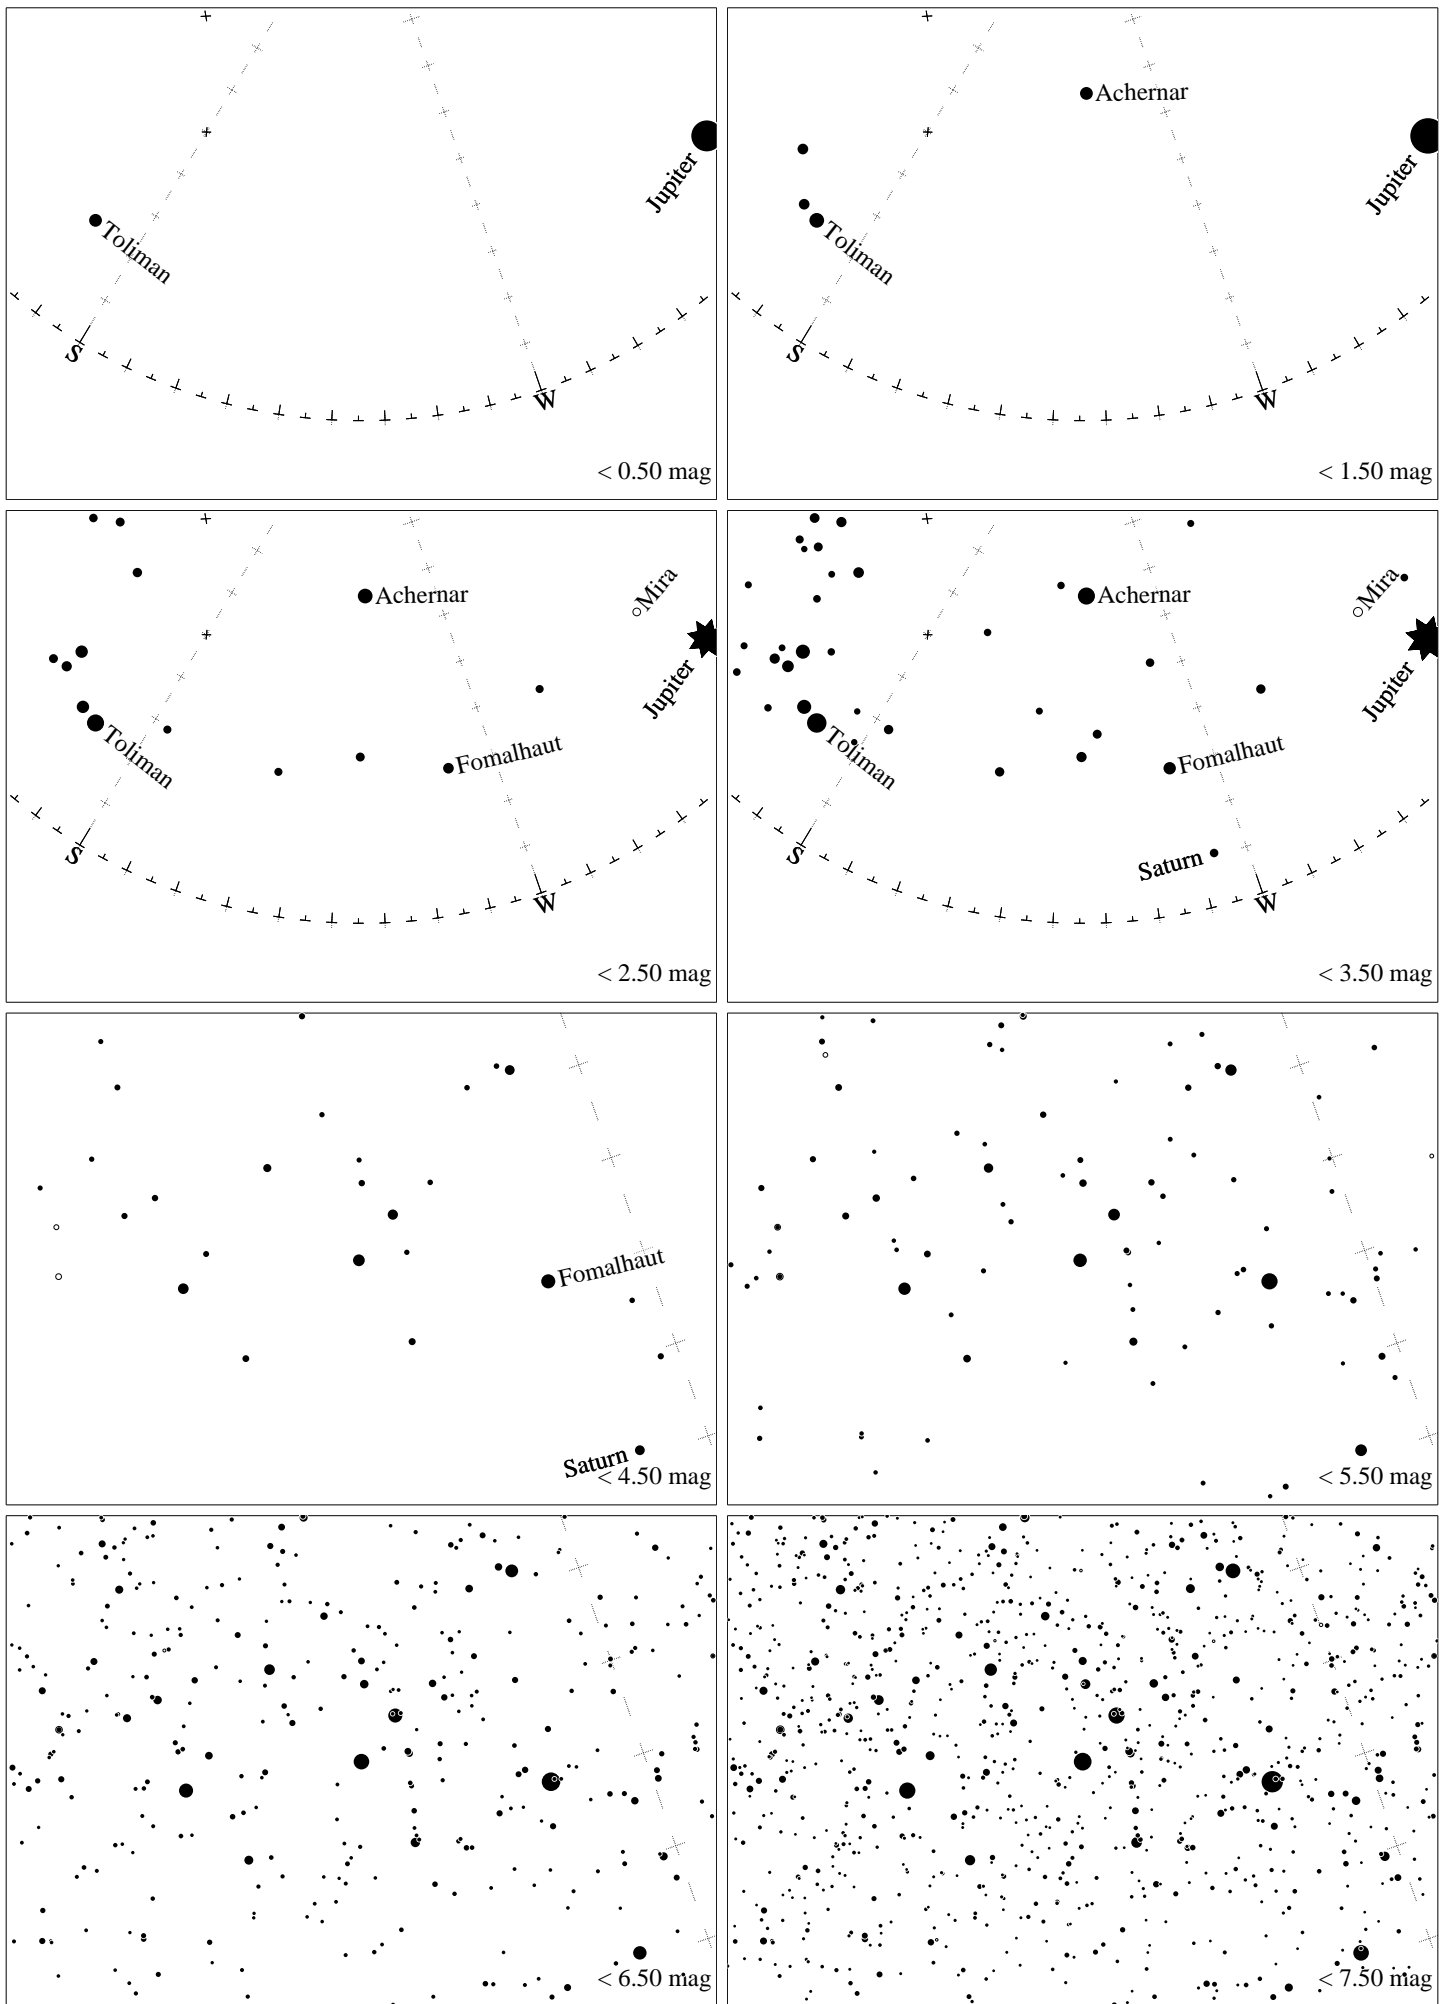 Jupiter
Toliman
S
W
< 0.50 mag
Achernar
Jupiter
Toliman
S
W
< 1.50 mag
Achernar
Mira
Jupiter
Toliman
Fomalhaut
S
W
< 2.50 mag
Achernar
Mira
Jupiter
Toliman
Fomalhaut
Saturn
S
W
< 3.50 mag
Fomalhaut
Saturn
< 4.50 mag
< 5.50 mag
< 6.50 mag
< 7.50 mag